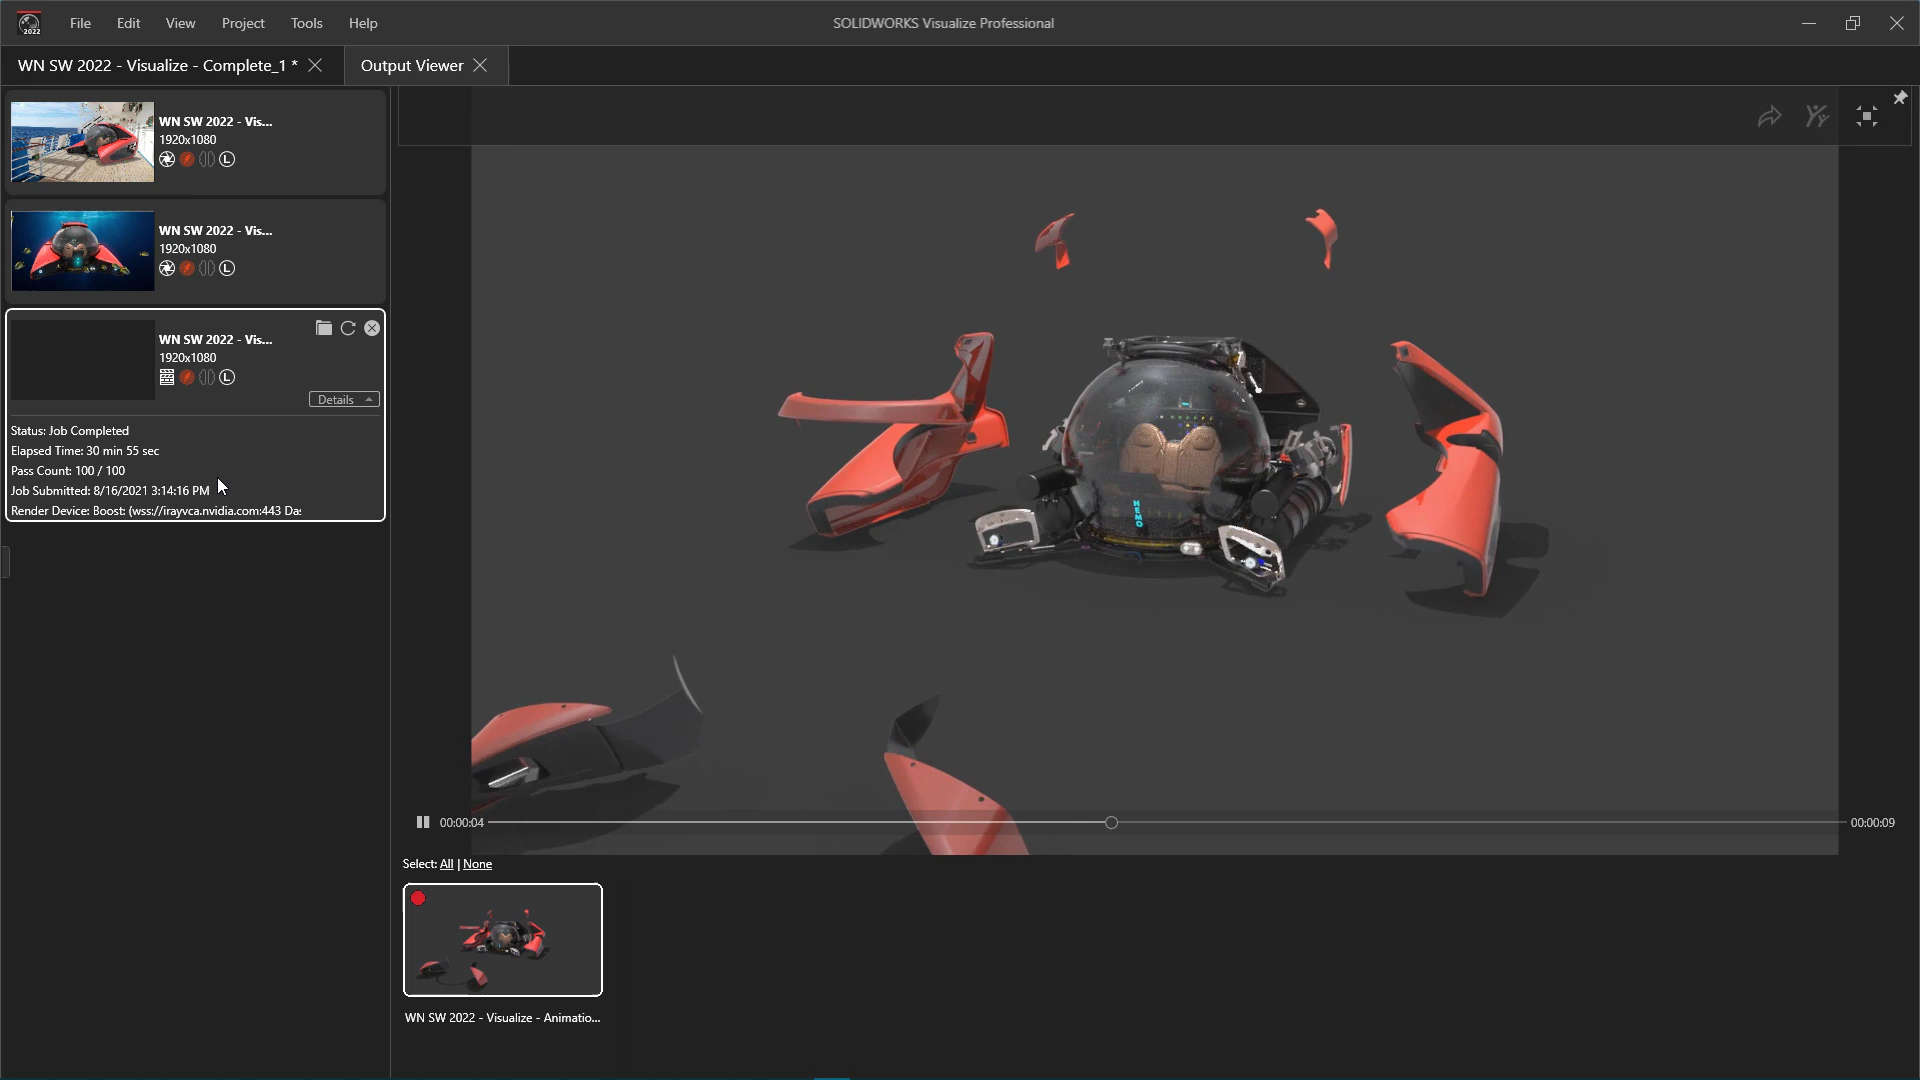 2022
File Edit View Project Tools Help
SOLIDWORKS Visualize Professional
WN SW 2022 - Visualize - Complete_1 *
Output Viewer
WN SW 2022 - Vis...
1920x1080
L
WN SW 2022 - Vis...
1920x1080
L
WN SW 2022 - Vis...
1920x1080
L
Details
Status: Job Completed
Elapsed Time: 30 min 55 sec
Pass Count: 100 / 100
Job Submitted: 8/16/2021 3:14:16 PM
Render Device: Boost: (wss://irayvca.nvidia.com:443 Das
NEMO
00:00:04
00:00:09
Select: All | None
WN SW 2022 - Visualize - Animatio...